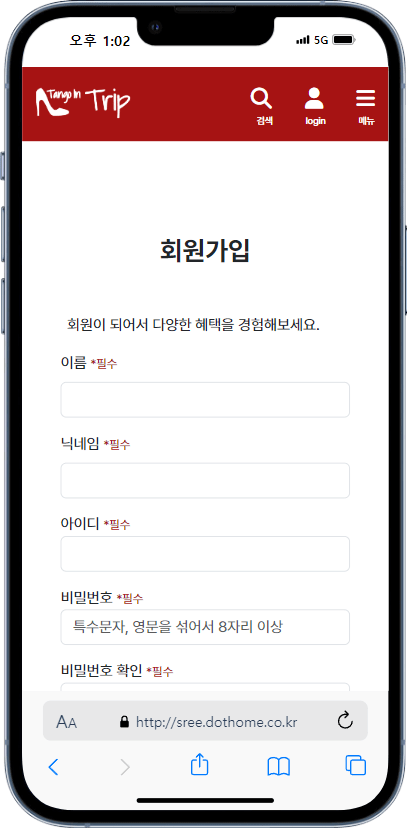 오후 1:02
5G
Tango in Trip
검색 login 메뉴
회원가입
회원이 되어서 다양한 혜택을 경험해보세요.
이름 *필수
닉네임 *필수
아이디 *필수
비밀번호 *필수
특수문자, 영문을 섞어서 8자리 이상
비밀번호 확인 *필수
AA http://sree.dothome.co.kr